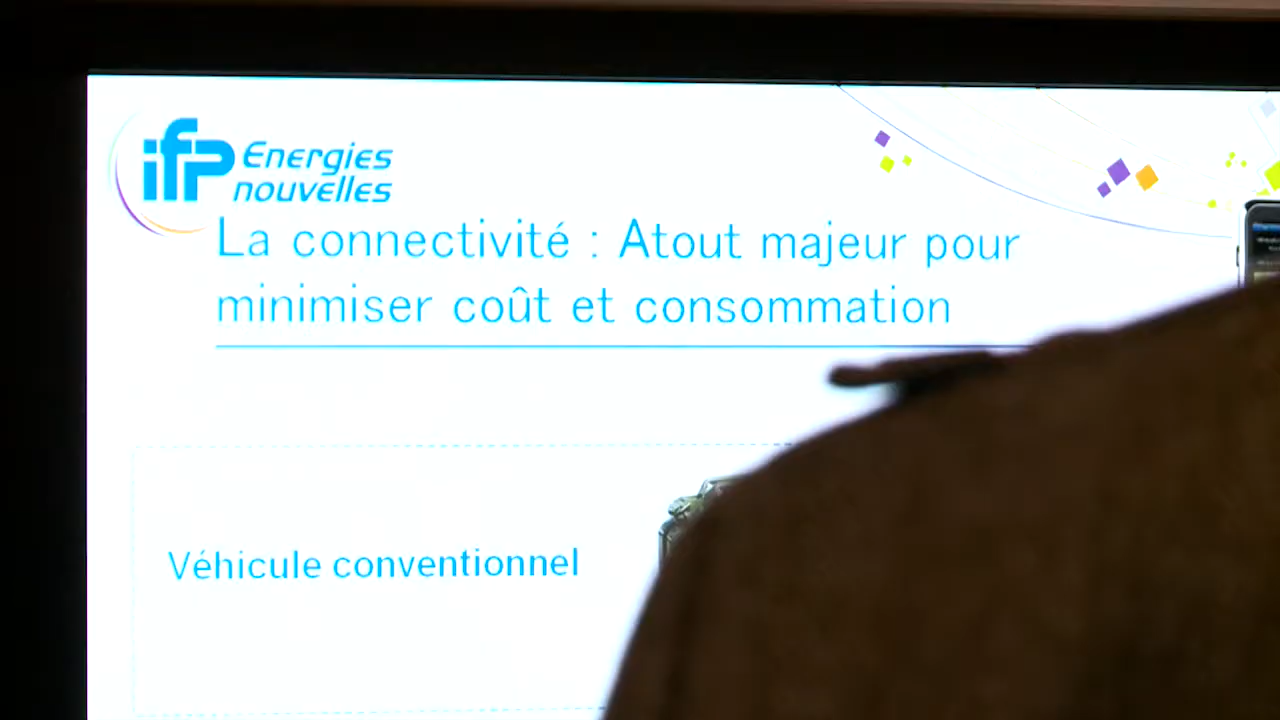 ifp Energies
nouvelles
La connectivité : Atout majeur pour
minimiser coût et consommation
Véhicule conventionnel